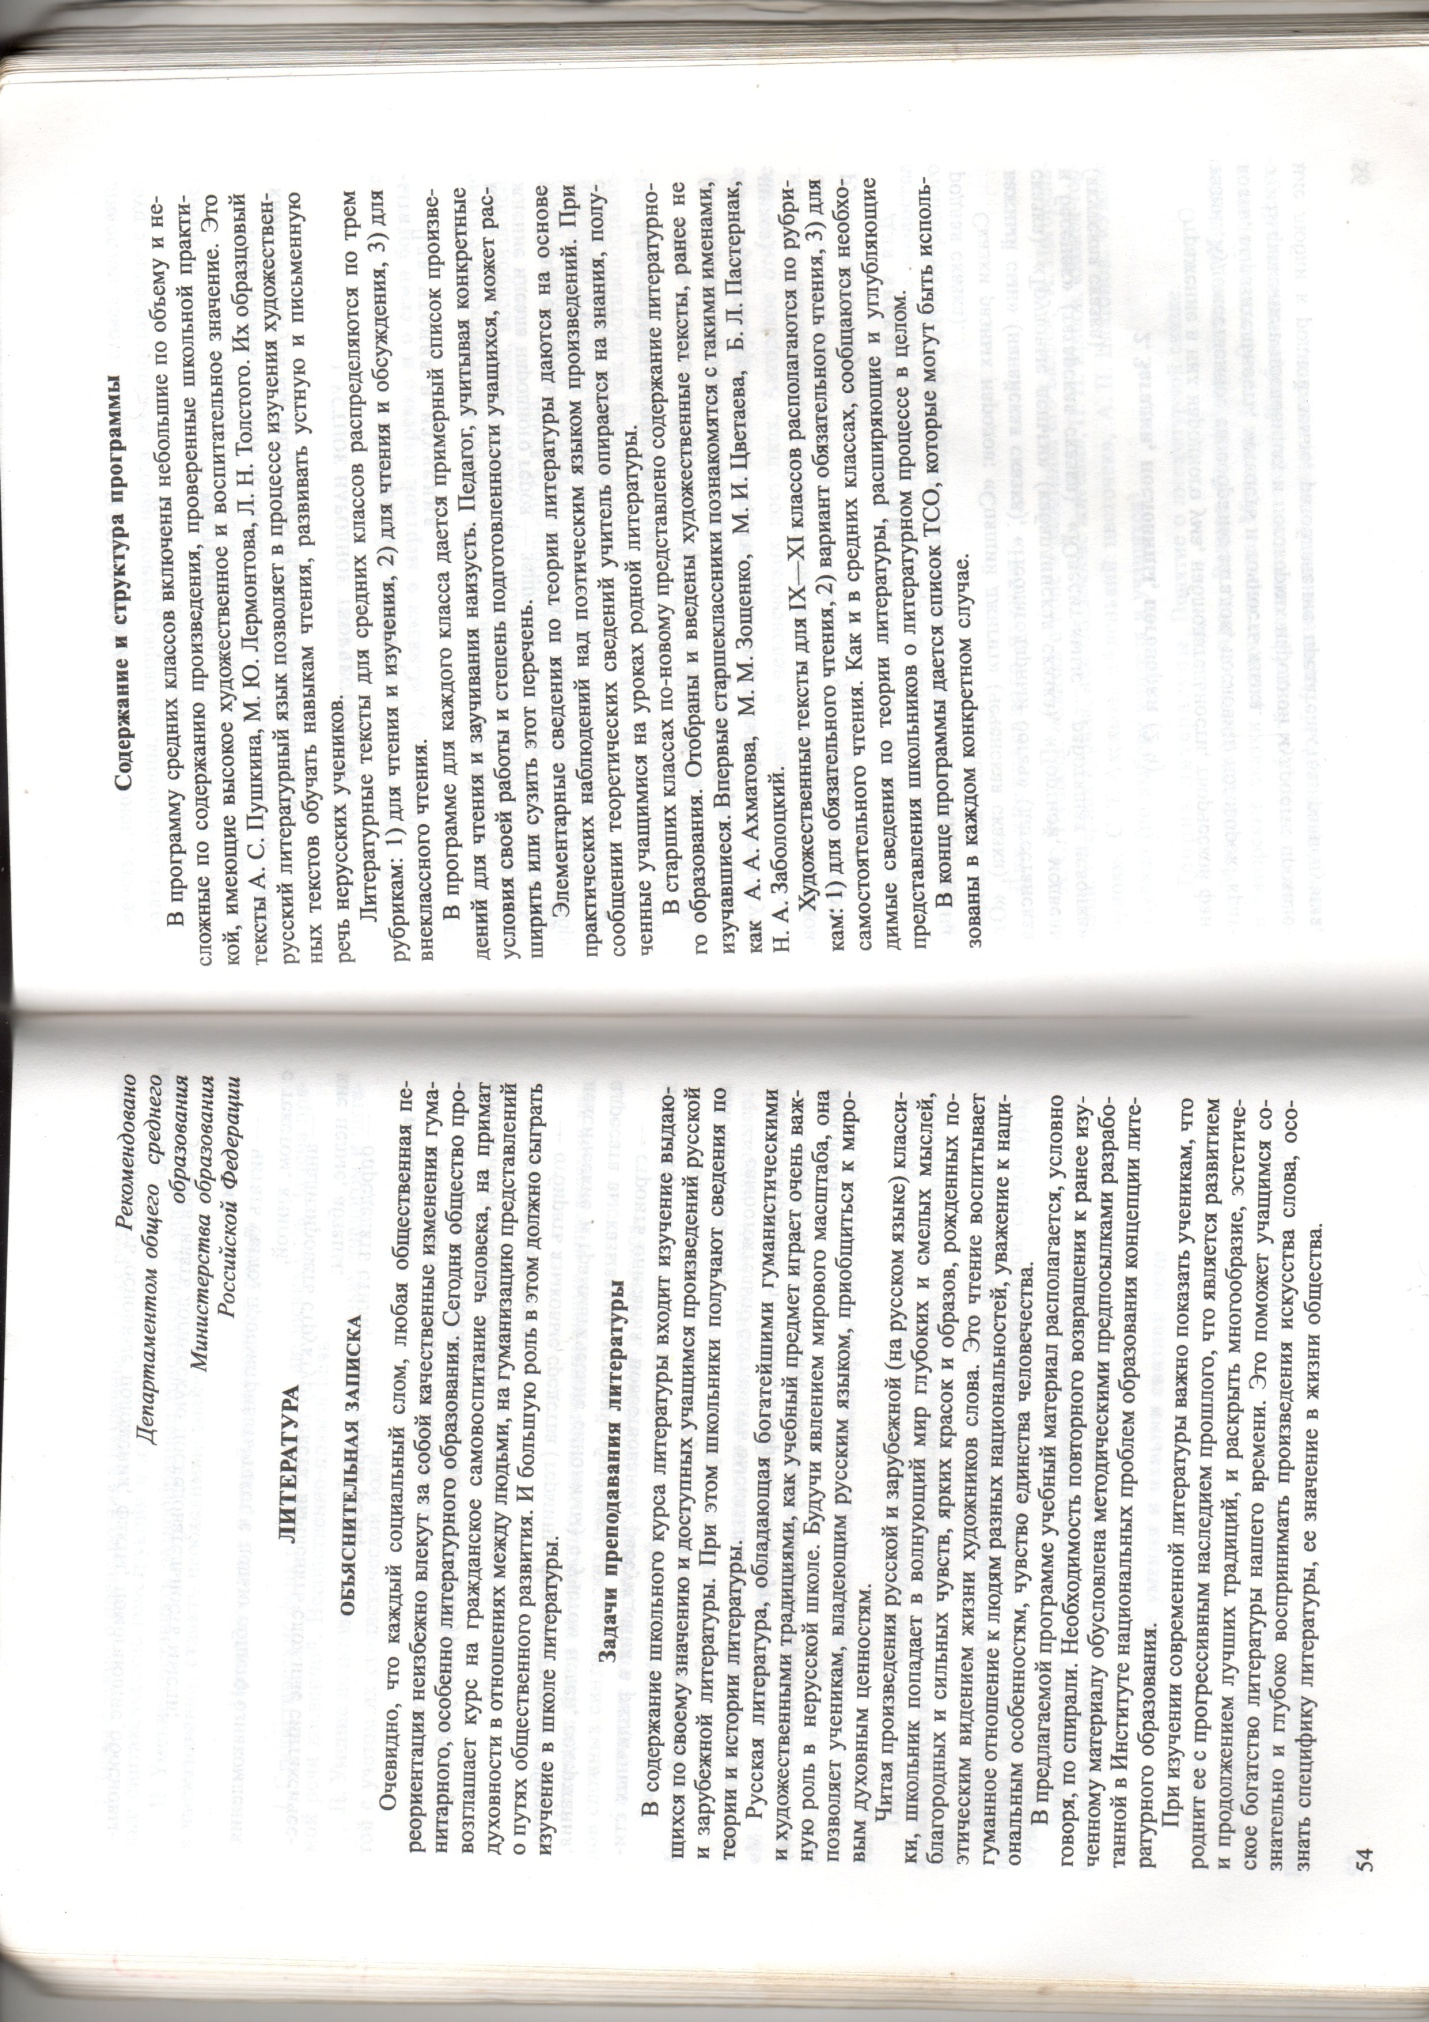 Рекомендовано
Департаментом общего среднего
образования
Министерства образования
Российской Федерации
ЛИТЕРАТУРА
ОБЪЯСНИТЕЛЬНАЯ ЗАПИСКА
Очевидно, что каждый социальный слом, любая общественная пе-
реориентация неизбежно влекут за собой качественные изменения гума-
нитарного, особенно литературного образования. Сегодня общество про-
возглашает курс на гражданское самовоспитание человека, на примат
духовности в отношениях между людьми, на гуманизацию представлений
о путях общественного развития. И большую роль в этом должно сыграть
изучение в школе литературы.
Задачи преподавания литературы
В содержание школьного курса литературы входит изучение выдаю-
щихся по своему значению и доступных учащимся произведений русской
и зарубежной литературы. При этом школьники получают сведения по
теории и истории литературы.
Русская литература, обладающая богатейшими гуманистическими
и художественными традициями, как учебный предмет играет очень важ-
ную роль в нерусской школе. Будучи явлением мирового масштаба, она
позволяет ученикам, владеющим русским языком, приобщиться к миро-
вым духовным ценностям.
Читая произведения русской и зарубежной (на русском языке) класси-
ки, школьник попадает в волнующий мир глубоких и смелых мыслей,
благородных и сильных чувств, ярких красок и образов, рожденных по-
этическим видением жизни художников слова. Это чтение воспитывает
гуманное отношение к людям разных национальностей, уважение к наци-
ональным особенностям, чувство единства человечества.
В предлагаемой программе учебный материал располагается, условно
говоря, по спирали. Необходимость повторного возвращения к ранее изу-
ченному материалу обусловлена методическими предпосылками разрабо-
танной в Институте национальных проблем образования концепции лите-
ратурного образования.
При изучении современной литературы важно показать ученикам, что
роднит ее с прогрессивным наследием прошлого, что является развитием
и продолжением лучших традиций, и раскрыть многообразие, эстетиче-
ское богатство литературы нашего времени. Это поможет учащимся со-
знательно и глубоко воспринимать произведения искусства слова, осо-
знать специфику литературы, ее значение в жизни общества.
54
Содержание и структура программы
В программу средних классов включены небольшие по объему и не-
сложные по содержанию произведения, проверенные школьной практи-
кой, имеющие высокое художественное и воспитательное значение. Это
тексты А. С. Пушкина, М. Ю. Лермонтова, Л. Н. Толстого. Их образцовый
русский литературный язык позволяет в процессе изучения художествен-
ных текстов обучать навыкам чтения, развивать устную и письменную
речь нерусских учеников.
Литературные тексты для средних классов распределяются по трем
рубрикам: 1) для чтения и изучения, 2) для чтения и обсуждения, 3) для
внеклассного чтения.
В программе для каждого класса дается примерный список произве-
дений для чтения и заучивания наизусть. Педагог, учитывая конкретные
условия своей работы и степень подготовленности учащихся, может рас-
ширить или сузить этот перечень.
Элементарные сведения по теории литературы даются на основе
практических наблюдений над поэтическим языком произведений. При
сообщении теоретических сведений учитель опирается на знания, полу-
ченные учащимися на уроках родной литературы.
В старших классах по-новому представлено содержание литературно-
го образования. Отобраны и введены художественные тексты, ранее не
изучавшиеся. Впервые старшеклассники познакомятся с такими именами,
как А. А. Ахматова, М. М. Зощенко, М. И. Цветаева, Б. Л. Пастернак,
Н. А. Заболоцкий.
Художественные тексты для IX—XI классов располагаются по рубри-
кам: 1) для обязательного чтения, 2) вариант обязательного чтения, 3) для
самостоятельного чтения. Как и в средних классах, сообщаются необхо-
димые сведения по теории литературы, расширяющие и углубляющие
представления школьников о литературном процессе в целом.
В конце программы дается список ТСО, которые могут быть исполь-
зованы в каждом конкретном случае.